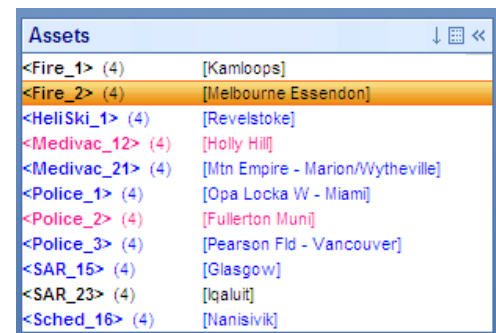 Assets
<Fire_1> (4) [Kamloops]
<Fire_2> (4) [Melbourne Essendon]
<HeliSki_1> (4) [Revelstoke]
<Medivac_12> (4) [Holly Hill]
<Medivac_21> (4) [Mtn Empire - Marion/Wytheville]
<Police_1> (4) [Opa Locka W - Miami]
<Police_2> (4) [Fullerton Muni]
<Police_3> (4) [Pearson Fld - Vancouver]
<SAR_15> (4) [Glasgow]
<SAR_23> (4) [Iqaluit]
<Sched_16> (4) [Nanisivik]